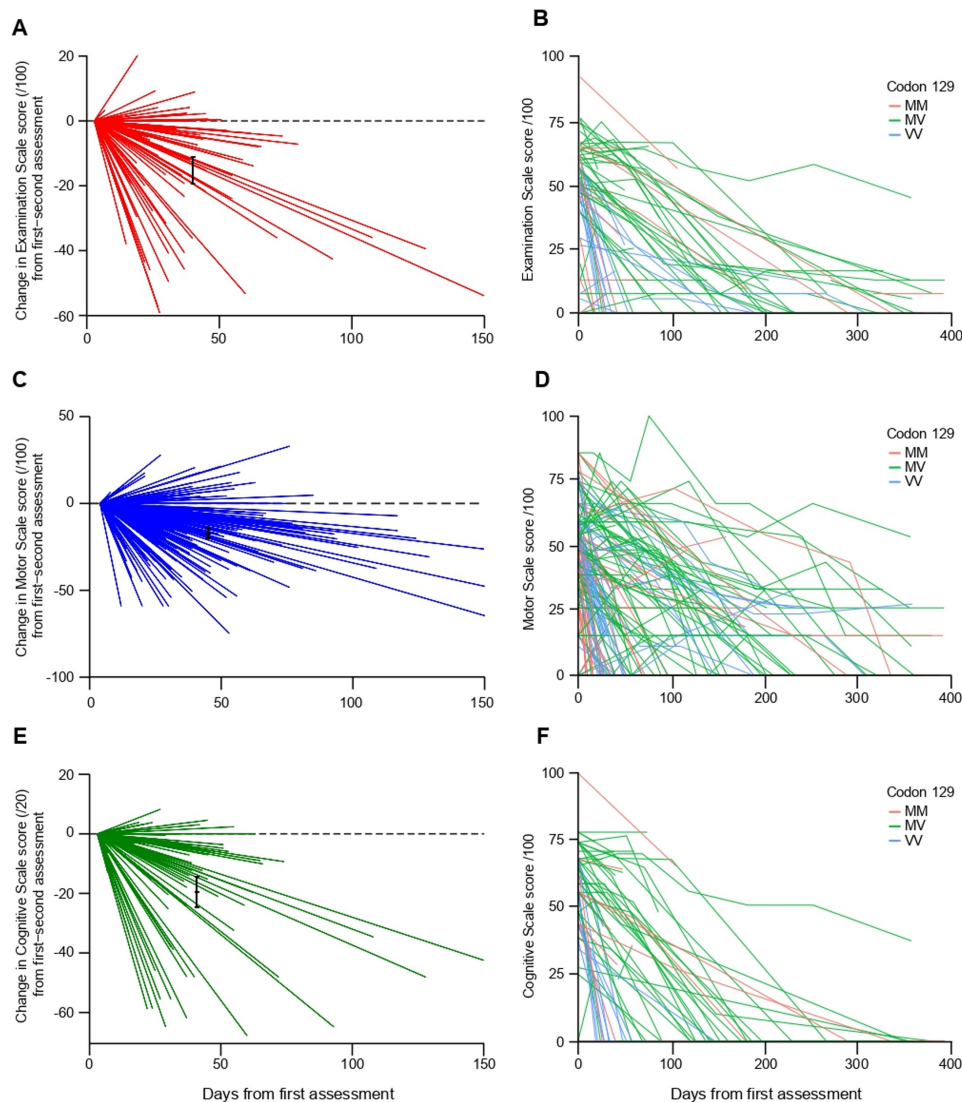 A
Change in Examination Scale score (/100)
from first−second assessment
20
0
-20
-40
-60
0
50
100
150
B
Examination Scale score /100
100
75
50
25
0
0
100
200
300
400
Codon 129
MM
MV
VV
C
Change in Motor Scale score (/100)
from first−second assessment
50
0
-50
-100
0
50
100
150
D
Motor Scale score /100
100
75
50
25
0
0
100
200
300
400
Codon 129
MM
MV
VV
E
Change in Cognitive Scale score (/20)
from first−second assessment
20
0
-20
-40
-60
0
50
100
150
Days from first assessment
F
Cognitive Scale score /100
100
75
50
25
0
0
100
200
300
400
Days from first assessment
Codon 129
MM
MV
VV